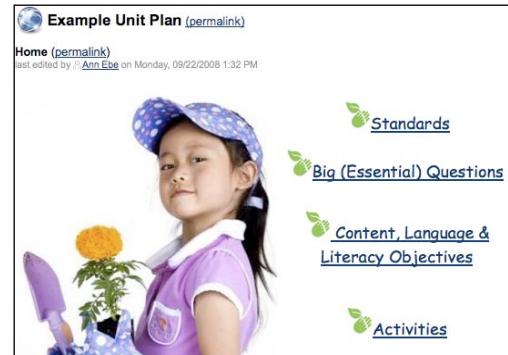 Example Unit Plan (permalink)
Home (permalink)
last edited by Ann Ebe on Monday, 09/22/2008 1:32 PM
Standards
Big (Essential) Questions
Content, Language &
Literacy Objectives
Activities